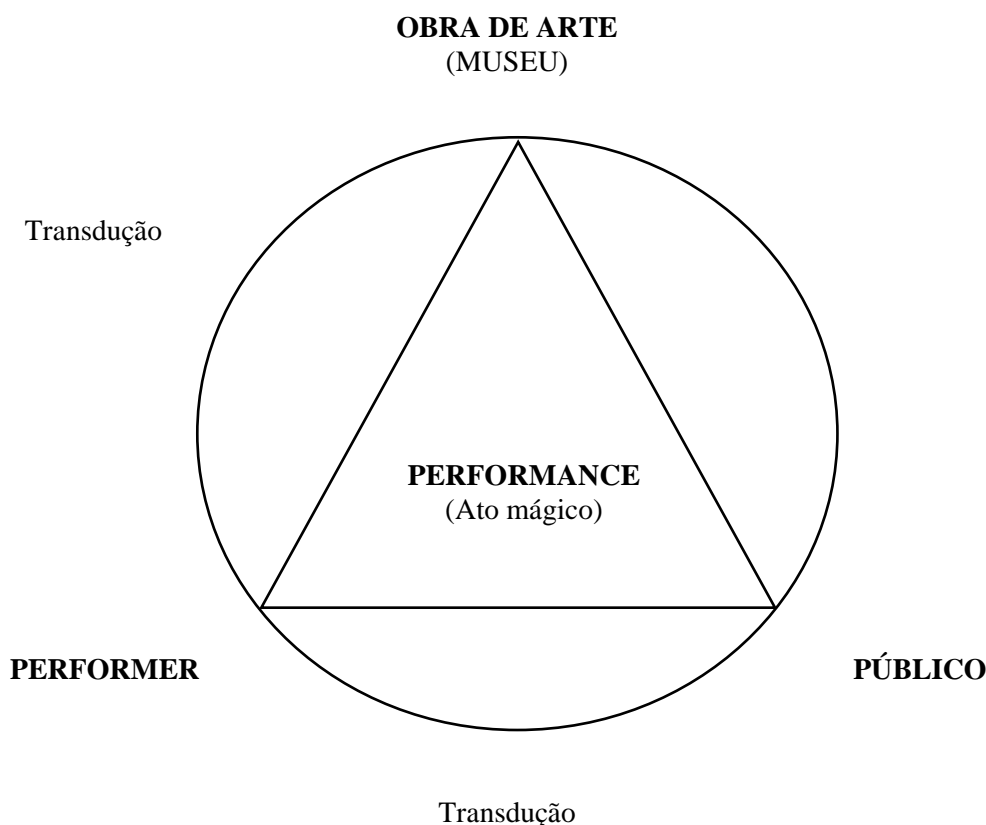 OBRA DE ARTE
(MUSEU)
Transdução
PERFORMANCE
(Ato mágico)
PERFORMER
PÚBLICO
Transdução